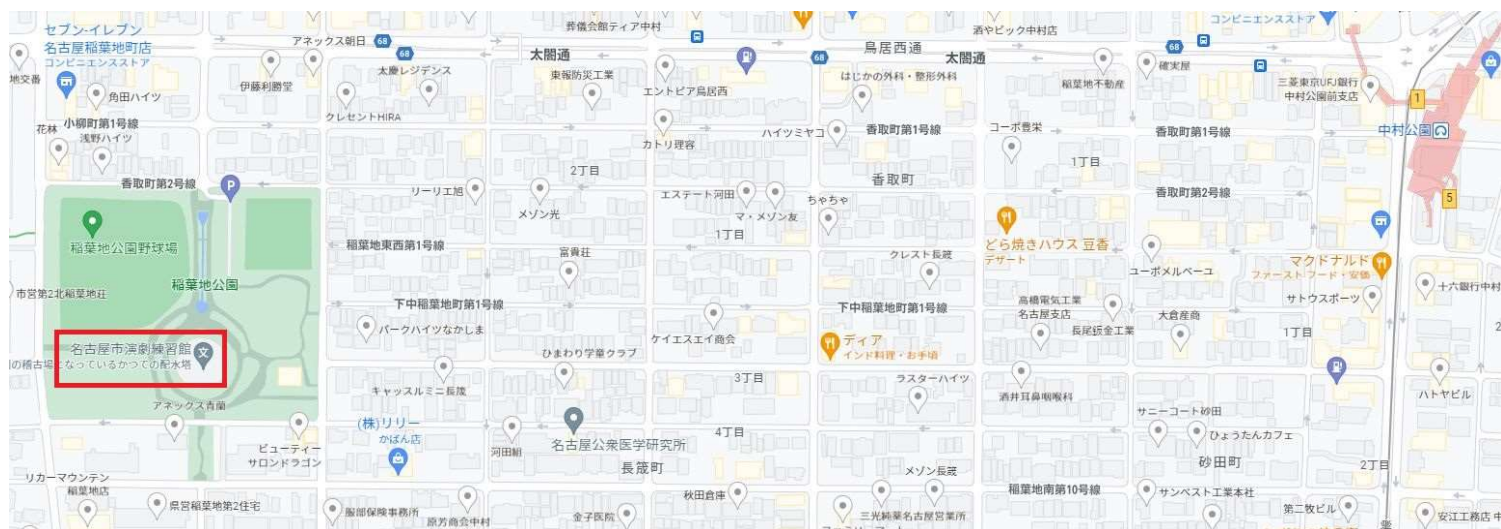 セブン-イレブン
名古屋稲葉地町店
コンビニエンスストア
地交番
角田ハイツ
伊藤利勝堂
アネックス朝日
68
68
太慶レジデンス
葬儀会館ティア中村
太閤通
東報防災工業
エントピア鳥居西
クレセントHIRA
小柳町第1号線
花林
浅野ハイツ
酒やビック中村店
鳥居西通
68
太閤通
はじかの外科・整形外科
コンビニエンスストア
68
確実屋
稲葉地不動産
三菱東京UFJ銀行
中村公園前支店
1
中村公園
5
ハイツミヤコ
香取町第1号線
カトリ理容
コーポ豊栄
香取町第1号線
1丁目
2丁目
香取町
香取町第2号線
香取町第2号線
P
リーリエ旭
メゾン光
エステート河田
マ・メゾン友
ちゃちゃ
1丁目
稲葉地公園野球場
稲葉地公園
稲葉地東西第1号線
富貴荘
クレスト長筬
どら焼きハウス 豆香
デザート
ユーポメルベーユ
マクドナルド
ファーストフード・安価
サトウスポーツ
十六銀行中村
市営第2北稲葉地荘
下中稲葉地町第1号線
下中稲葉地町第1号線
パークハイツなかしま
ケイエスエイ商会
高橋電気工業
名古屋支店
大倉産商
長尾鈑金工業
1丁目
名古屋市演劇練習館
の稽古場になっているかつての配水塔
文
ひまわり学童クラブ
ディア
インド料理・お手頃
3丁目
キャッスルミニ長筬
ラスターハイツ
酒井耳鼻咽喉科
ハトヤビル
アネックス青蘭
(株)リリー
かばん店
河田組
名古屋公衆医学研究所
4丁目
長筬町
サニーコート砂田
ひょうたんカフェ
砂田町
2丁目
ビューティー
サロンドラゴン
リカーマウンテン
稲葉地店
県営稲葉地第2住宅
服部保険事務所
原芳商会中村
金子医院
秋田倉庫
メゾン長筬
三光純薬名古屋営業所
稲葉地南第10号線
サンベスト工業本社
第二牧ビル
安江工務店 中